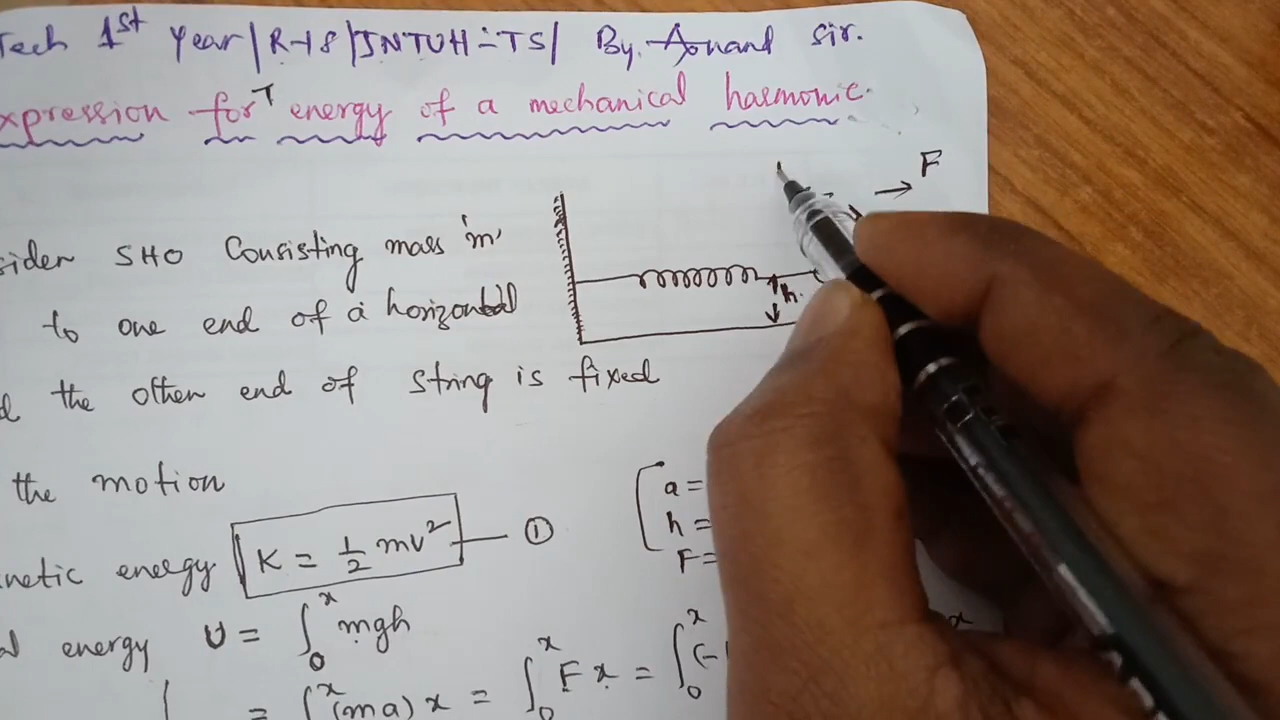 Tech 1st Year/R-18/JNTUH-TS/ By. Anand sir.
xpression for T energy of a mechanical harmonic.
F
sider SHO Consisting mass 'm'
h.
to one end of a horizontal
the other end of string is fixed
the motion
a =
netic energy K = 1/2 mv² — ①
h =
F =
energy U = ∫₀ˣ mgh
= ∫₀ˣ (ma) x = ∫₀ˣ F x = ∫₀ˣ (-